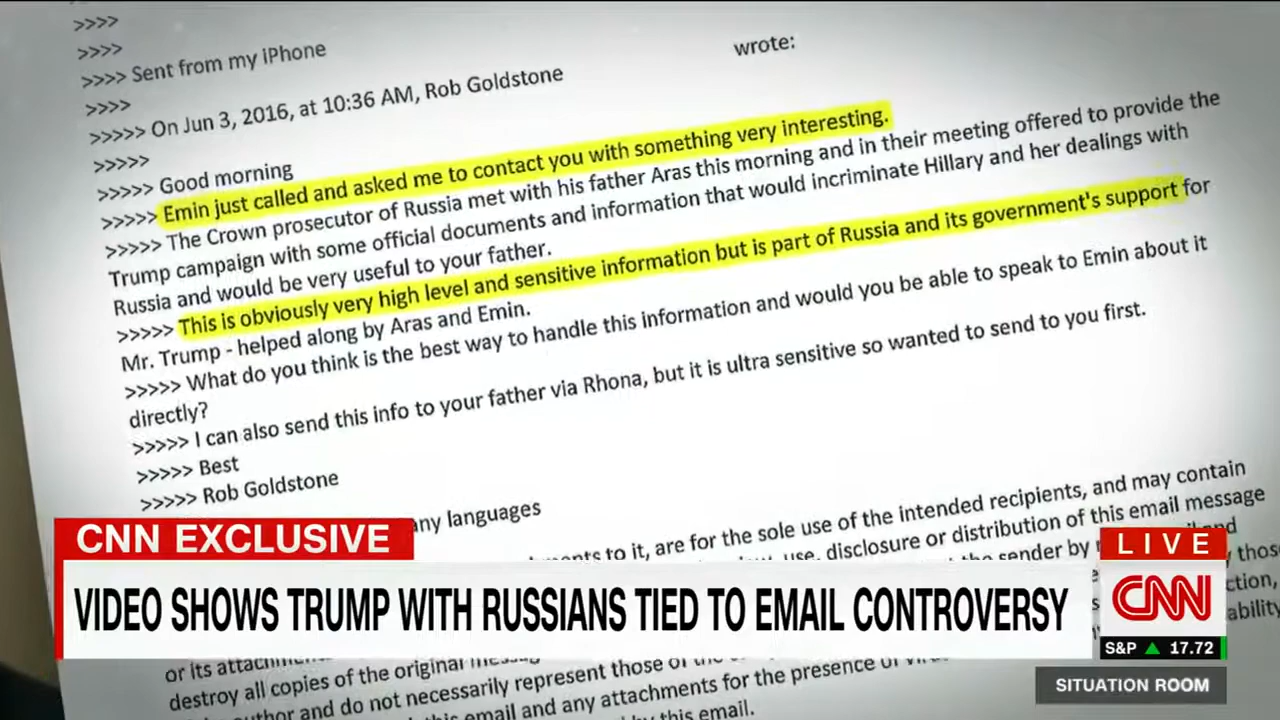 >>>>
>>>>
>>>> Sent from my iPhone
>>>>
>>>>> On Jun 3, 2016, at 10:36 AM, Rob Goldstone wrote:
>>>>>
>>>>> Good morning
>>>>> Emin just called and asked me to contact you with something very interesting.
>>>>> The Crown prosecutor of Russia met with his father Aras this morning and in their meeting offered to provide the
Trump campaign with some official documents and information that would incriminate Hillary and her dealings with
Russia and would be very useful to your father.
>>>>> This is obviously very high level and sensitive information but is part of Russia and its government's support for
Mr. Trump - helped along by Aras and Emin.
>>>>> What do you think is the best way to handle this information and would you be able to speak to Emin about it
directly?
>>>>> I can also send this info to your father via Rhona, but it is ultra sensitive so wanted to send to you first.
>>>>> Best
>>>>> Rob Goldstone
any languages
to it, are for the sole use of the intended recipients, and may contain
use, disclosure or distribution of this email message
the sender by
CNN EXCLUSIVE
VIDEO SHOWS TRUMP WITH RUSSIANS TIED TO EMAIL CONTROVERSY
LIVE
CNN
S&P ▲ 17.72
SITUATION ROOM
or its
destroy all copies of the original
and do not necessarily represent those of
email and any attachments for the presence of
this email.